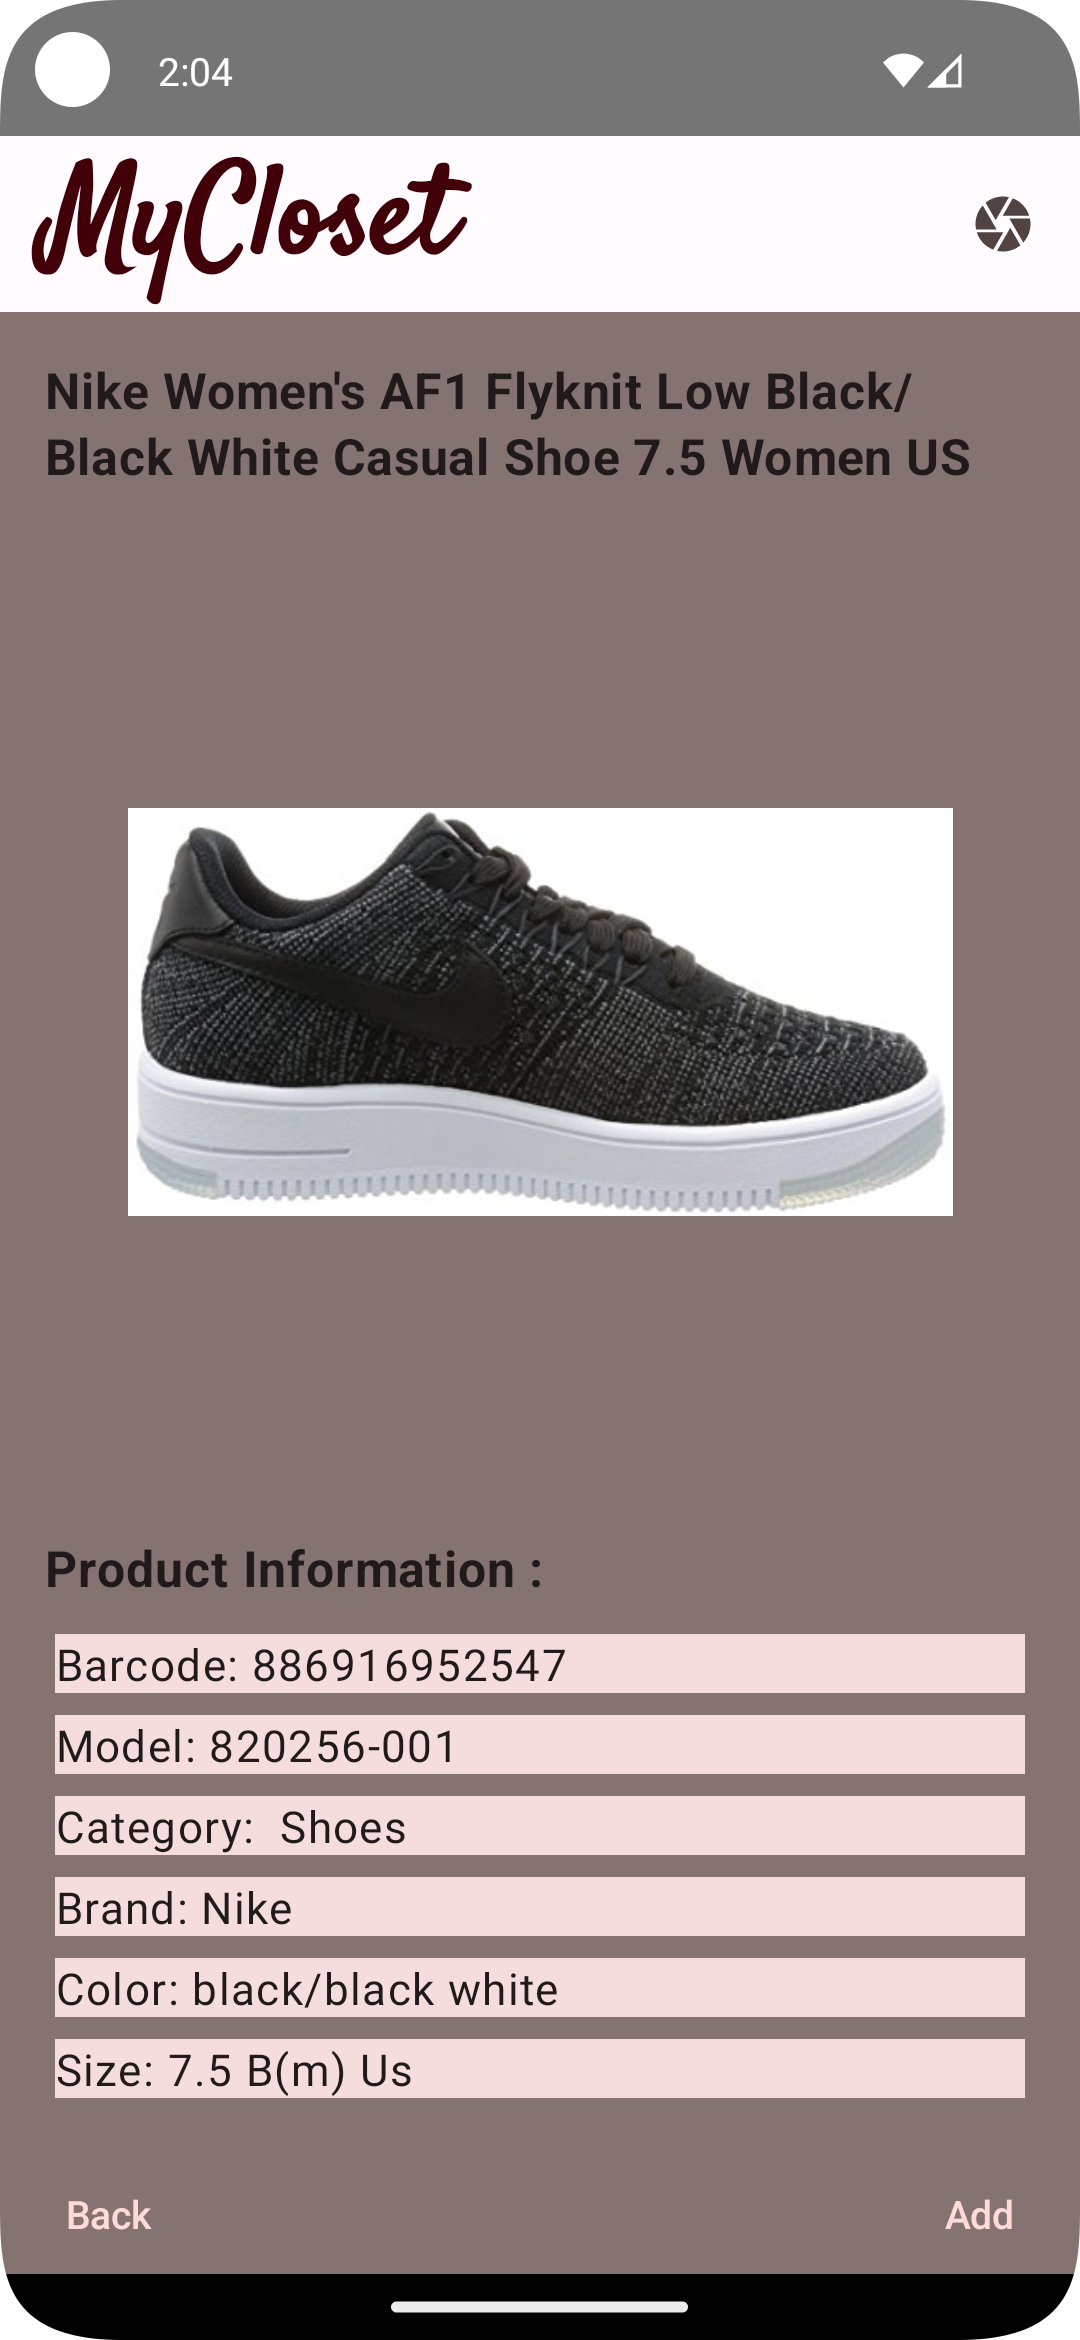 2:04
MyCloset
Nike Women's AF1 Flyknit Low Black/
Black White Casual Shoe 7.5 Women US
Product Information :
Barcode: 886916952547
Model: 820256-001
Category:  Shoes
Brand: Nike
Color: black/black white
Size: 7.5 B(m) Us
Back
Add